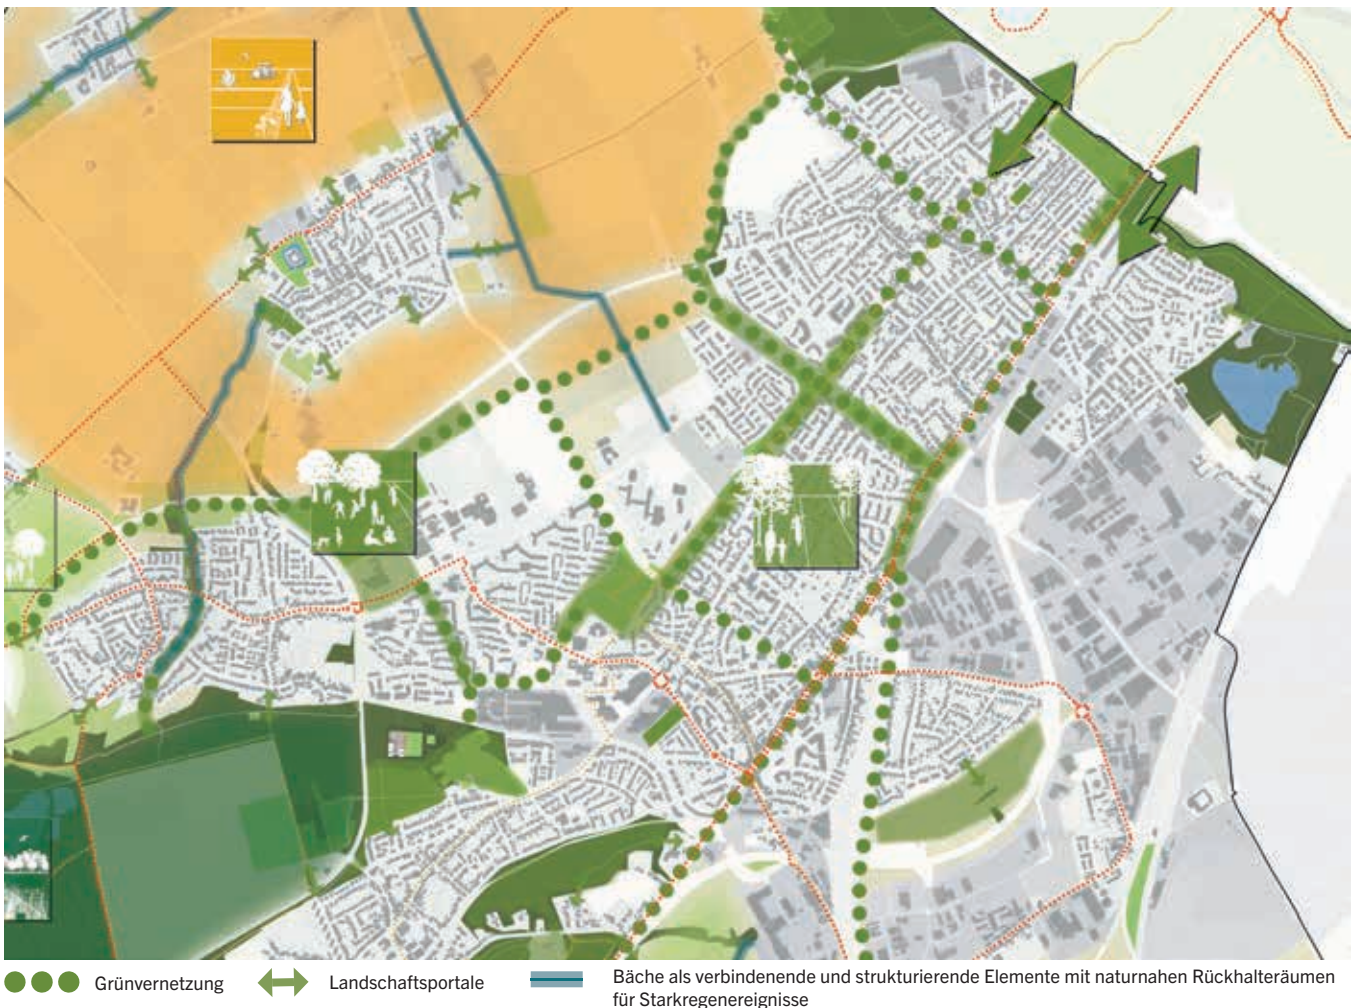 Grünvernetzung
Landschaftsportale
Bäche als verbindenende und strukturierende Elemente mit naturnahen Rückhalteräumen
für Starkregenereignisse